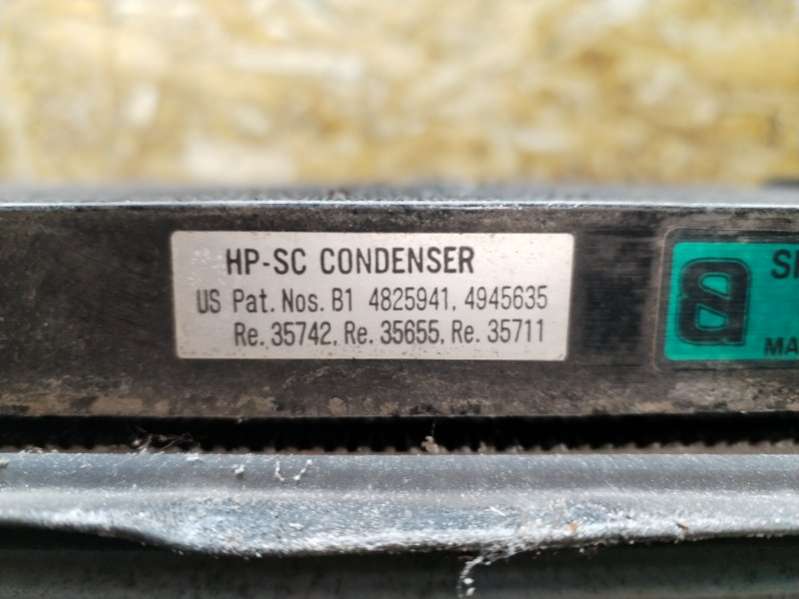 HP-SC CONDENSER
US Pat. Nos. B1 4825941, 4945635
Re. 35742, Re. 35655, Re. 35711